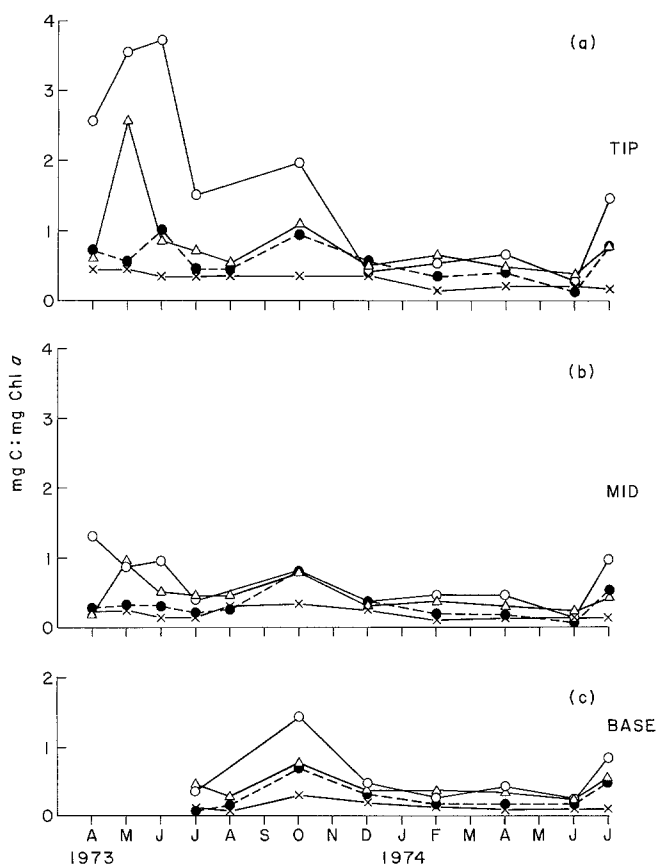 4
(a)
3
2
TIP
1
0
A M J J A S O N D J F M A M J J
4
(b)
3
2
MID
1
0
mg C : mg Chl a
2
(c)
BASE
1
0
A M J J A S O D F M A M J J
1973 1974